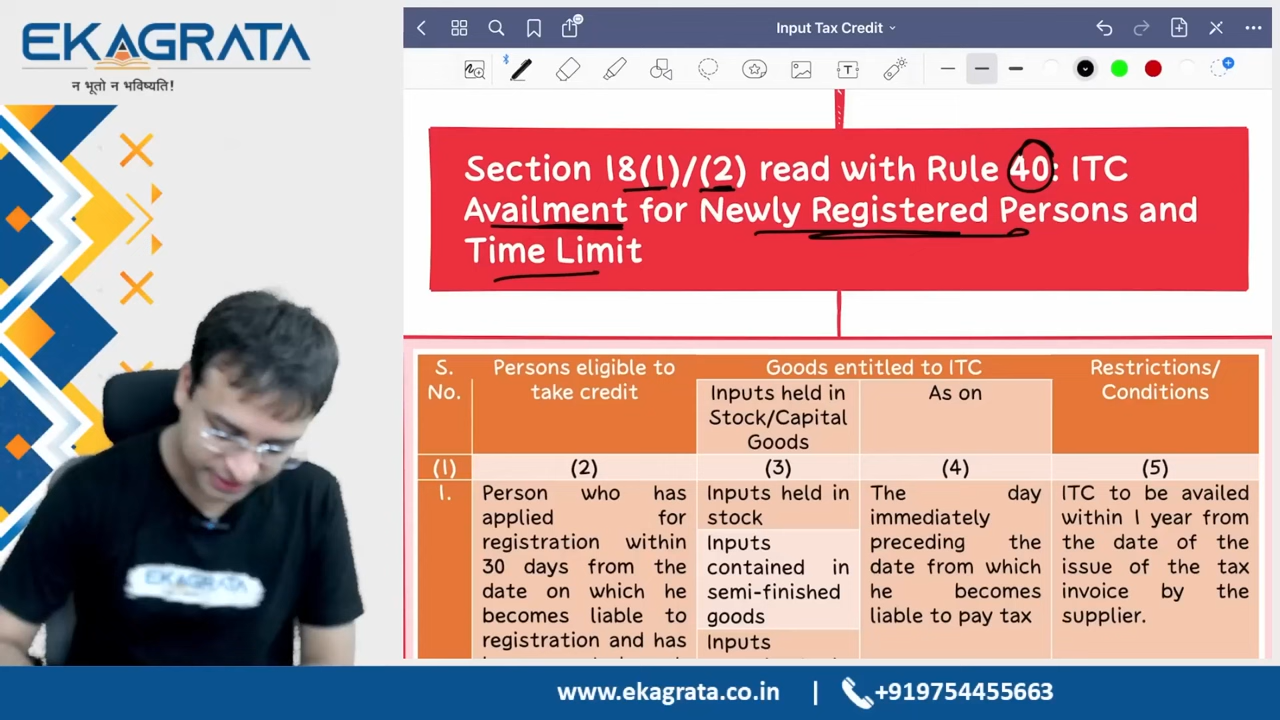 EKAGRATA
न भूतो न भविष्यति!
Input Tax Credit
Section 18(1)/(2) read with Rule 40: ITC
Availment for Newly Registered Persons and
Time Limit
S.
No.
Persons eligible to
take credit
Goods entitled to ITC
Inputs held in
Stock/Capital
Goods
As on
Restrictions/
Conditions
(1)
(2)
(3)
(4)
(5)
1.
Person who has
applied for
registration within
30 days from the
date on which he
becomes liable to
registration and has
Inputs held in
stock
Inputs
contained in
semi-finished
goods
Inputs
The day
immediately
preceding the
date from which
he becomes
liable to pay tax
ITC to be availed
within 1 year from
the date of the
issue of the tax
invoice by the
supplier.
EKAGRATA
www.ekagrata.co.in | +919754455663